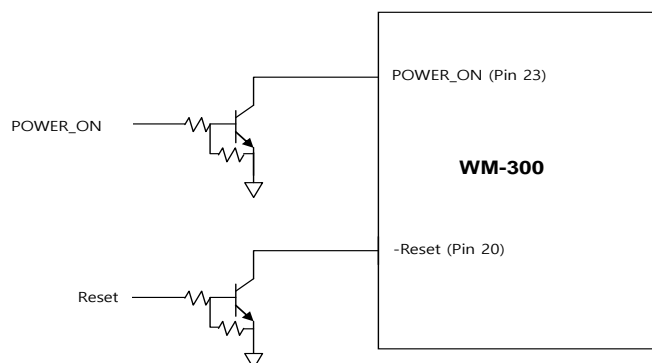 POWER_ON (Pin 23)
POWER_ON
WM-300
-Reset (Pin 20)
Reset